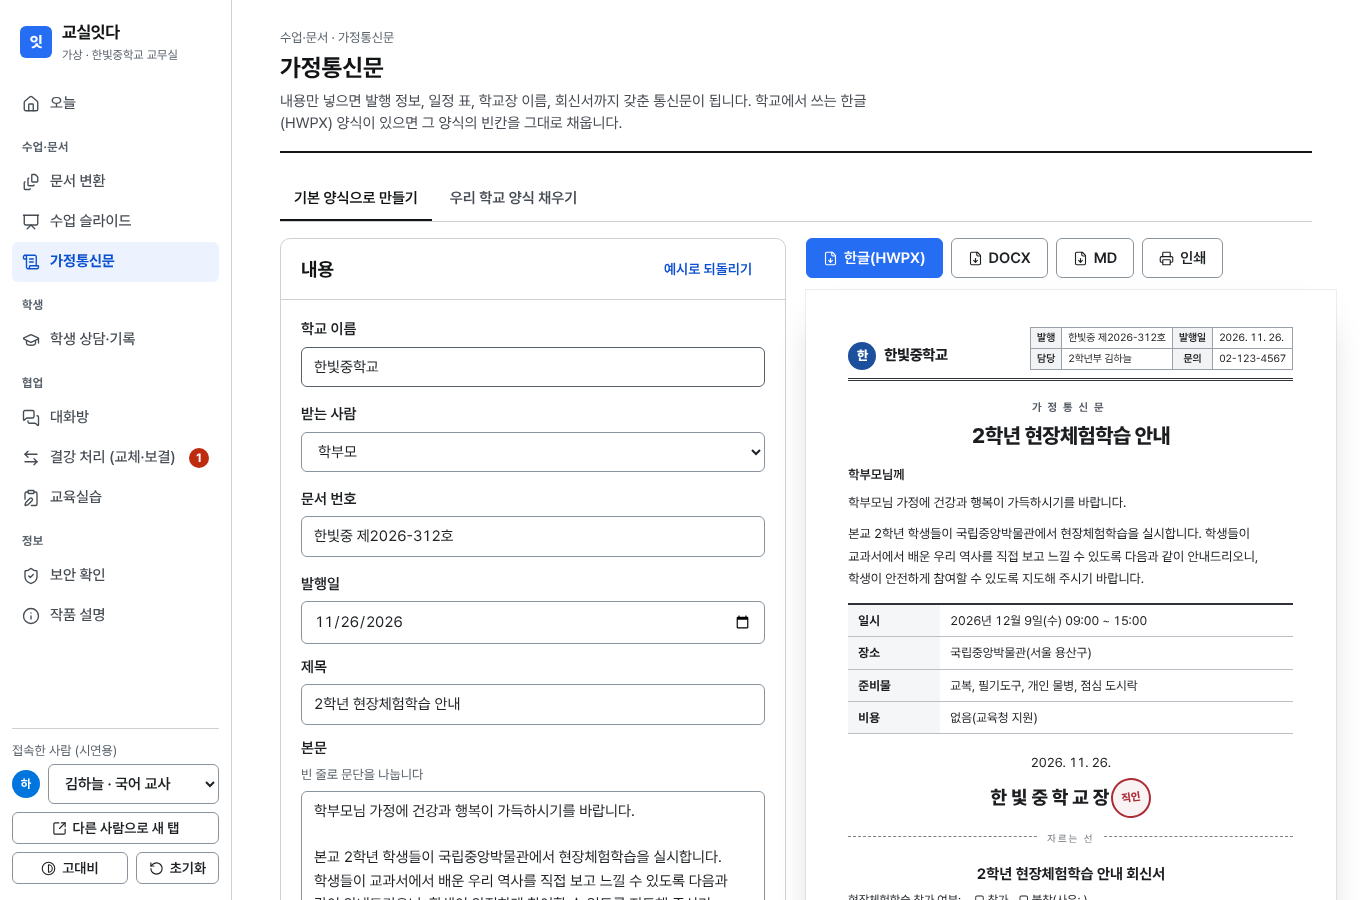 잇
교실잇다
가상 · 한빛중학교 교무실
오늘
수업·문서
문서 변환
수업 슬라이드
가정통신문
학생
학생 상담·기록
협업
대화방
결강 처리 (교체·보결)
1
교육실습
정보
보안 확인
작품 설명
접속한 사람 (시연용)
하
김하늘 · 국어 교사
다른 사람으로 새 탭
고대비
초기화
수업·문서 · 가정통신문
가정통신문
내용만 넣으면 발행 정보, 일정 표, 학교장 이름, 회신서까지 갖춘 통신문이 됩니다. 학교에서 쓰는 한글
(HWPX) 양식이 있으면 그 양식의 빈칸을 그대로 채웁니다.
기본 양식으로 만들기
우리 학교 양식 채우기
내용
예시로 되돌리기
학교 이름
한빛중학교
받는 사람
학부모
문서 번호
한빛중 제2026-312호
발행일
11/26/2026
제목
2학년 현장체험학습 안내
본문
빈 줄로 문단을 나눕니다
학부모님 가정에 건강과 행복이 가득하시기를 바랍니다.
본교 2학년 학생들이 국립중앙박물관에서 현장체험학습을 실시합니다.
학생들이 교과서에서 배운 우리 역사를 직접 보고 느낄 수 있도록 다음과
한글(HWPX)
DOCX
MD
인쇄
한
한빛중학교
발행 한빛중 제2026-312호 발행일 2026. 11. 26.
담당 2학년부 김하늘 문의 02-123-4567
가 정 통 신 문
2학년 현장체험학습 안내
학부모님께
학부모님 가정에 건강과 행복이 가득하시기를 바랍니다.
본교 2학년 학생들이 국립중앙박물관에서 현장체험학습을 실시합니다. 학생들이
교과서에서 배운 우리 역사를 직접 보고 느낄 수 있도록 다음과 같이 안내드리오니,
학생이 안전하게 참여할 수 있도록 지도해 주시기 바랍니다.
일시 2026년 12월 9일(수) 09:00 ~ 15:00
장소 국립중앙박물관(서울 용산구)
준비물 교복, 필기도구, 개인 물병, 점심 도시락
비용 없음(교육청 지원)
2026. 11. 26.
한 빛 중 학 교 장 직인
자르는 선
2학년 현장체험학습 안내 회신서